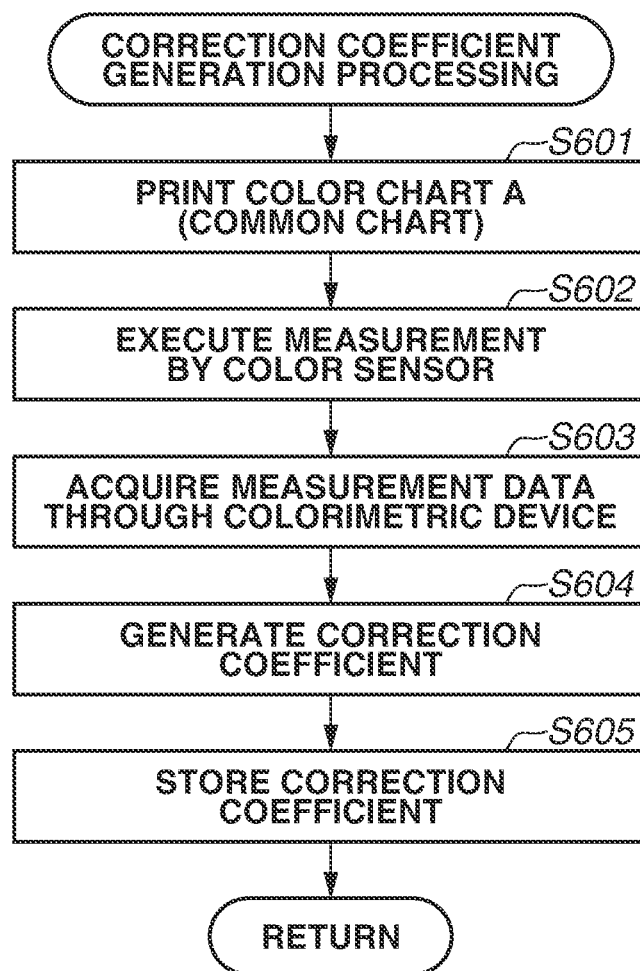 CORRECTION COEFFICIENT
GENERATION PROCESSING
S601
PRINT COLOR CHART A
(COMMON CHART)
S602
EXECUTE MEASUREMENT
BY COLOR SENSOR
S603
ACQUIRE MEASUREMENT DATA
THROUGH COLORIMETRIC DEVICE
S604
GENERATE CORRECTION
COEFFICIENT
S605
STORE CORRECTION
COEFFICIENT
RETURN